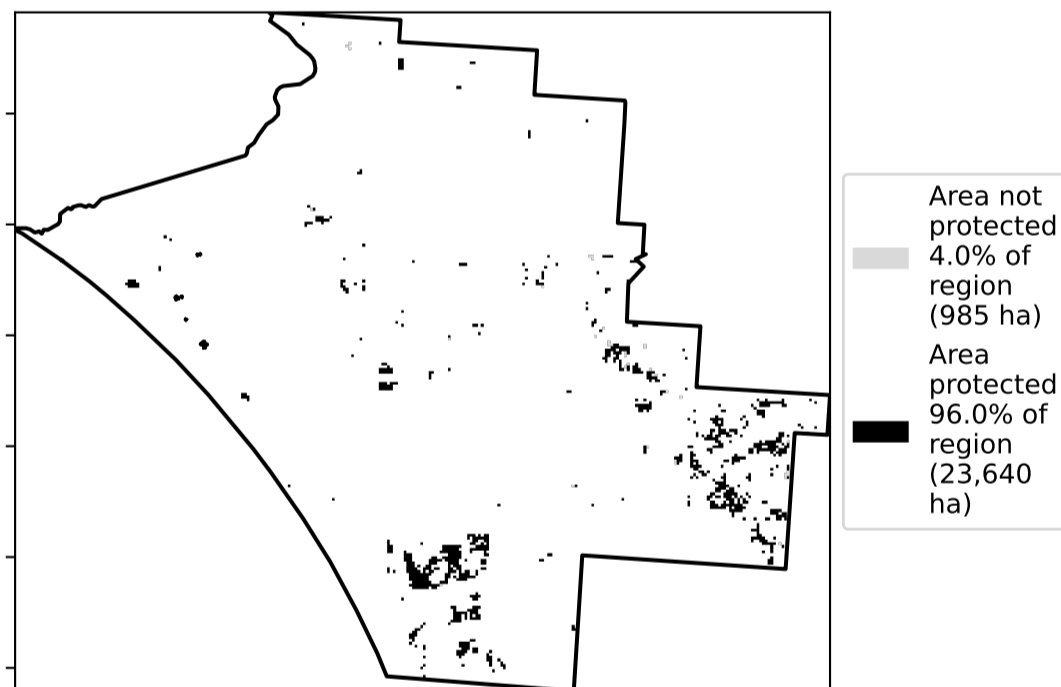 Area not
protected
4.0% of
region
(985 ha)
Area
protected
96.0% of
region
(23,640
ha)